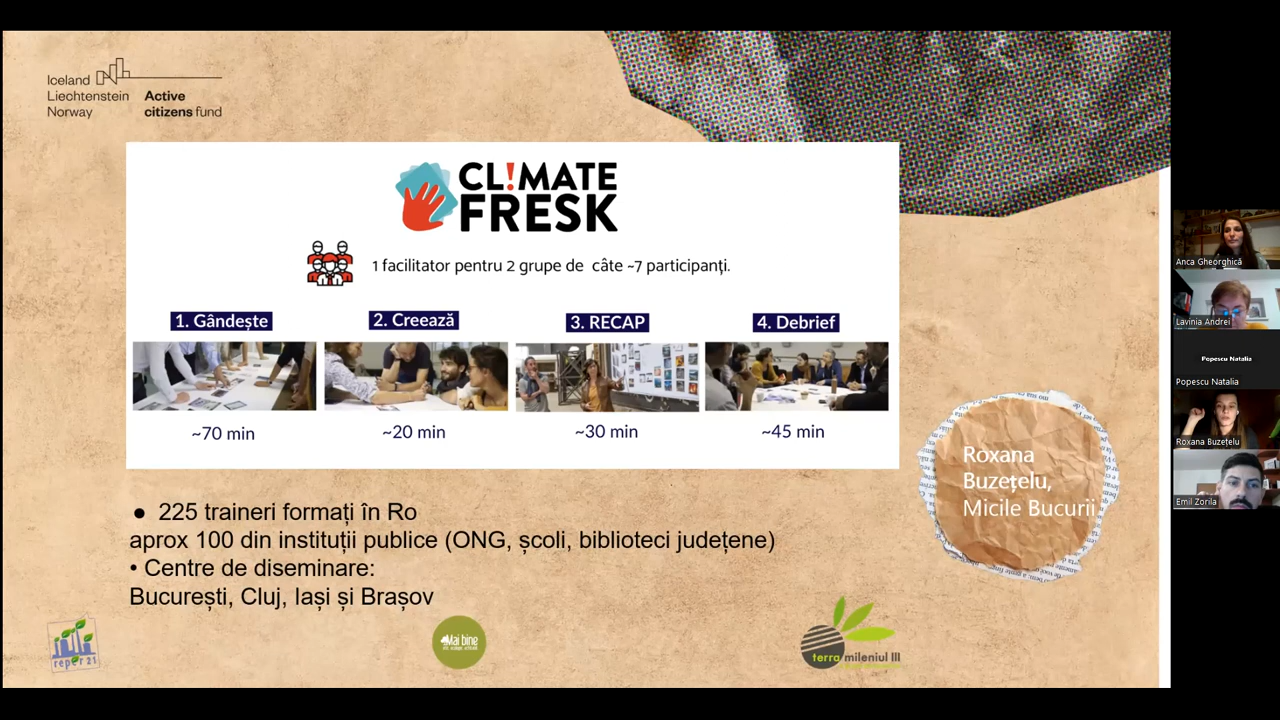 Iceland
Liechtenstein
Norway
Active
citizens fund
CL!MATE
FRESK
1 facilitator pentru 2 grupe de câte ~7 participanți.
1. Gândește
2. Creează
3. RECAP
4. Debrief
~70 min
~20 min
~30 min
~45 min
Roxana
Buzețelu,
Micile Bucurii
● 225 traineri formați în Ro
aprox 100 din instituții publice (ONG, școli, biblioteci județene)
• Centre de diseminare:
București, Cluj, Iași și Brașov
reper 21
Mai bine
terra mileniul III
Anca Gheorghică
Lavinia Andrei
Popescu Natalia
Popescu Natalia
Roxana Buzețelu
Emil Zorila